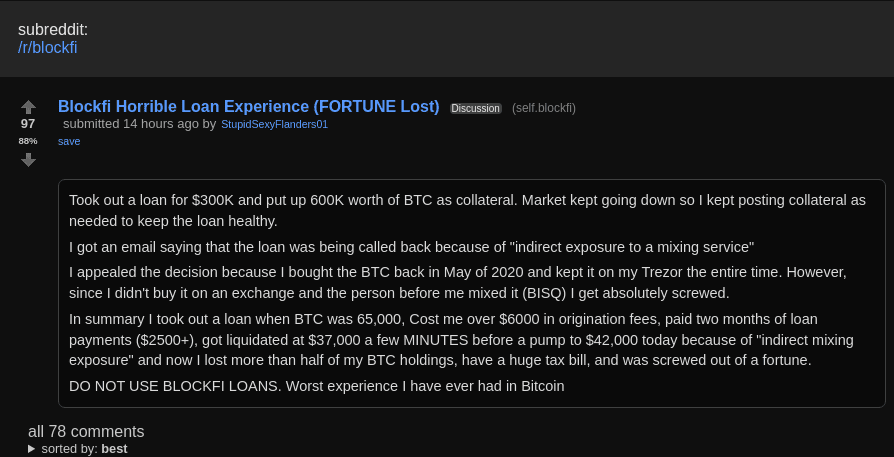 subreddit:
/r/blockfi
Blockfi Horrible Loan Experience (FORTUNE Lost) Discussion (self.blockfi)
97
submitted 14 hours ago by StupidSexyFlanders01
88%
save
Took out a loan for $300K and put up 600K worth of BTC as collateral. Market kept going down so I kept posting collateral as
needed to keep the loan healthy.
I got an email saying that the loan was being called back because of "indirect exposure to a mixing service"
I appealed the decision because I bought the BTC back in May of 2020 and kept it on my Trezor the entire time. However,
since I didn't buy it on an exchange and the person before me mixed it (BISQ) I get absolutely screwed.
In summary I took out a loan when BTC was 65,000, Cost me over $6000 in origination fees, paid two months of loan
payments ($2500+), got liquidated at $37,000 a few MINUTES before a pump to $42,000 today because of "indirect mixing
exposure" and now I lost more than half of my BTC holdings, have a huge tax bill, and was screwed out of a fortune.
DO NOT USE BLOCKFI LOANS. Worst experience I have ever had in Bitcoin
all 78 comments
sorted by: best